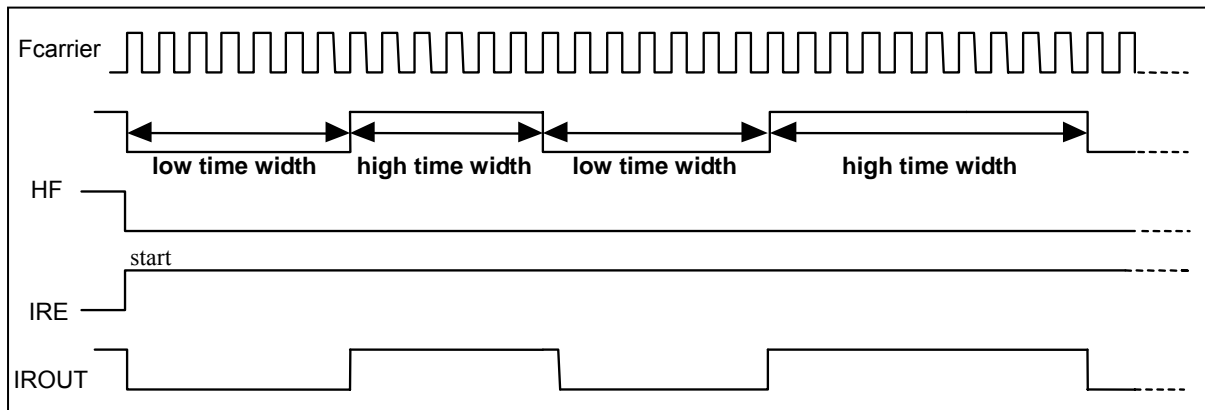 Fcarrier
low time width high time width low time width high time width
HF
start
IRE
IROUT